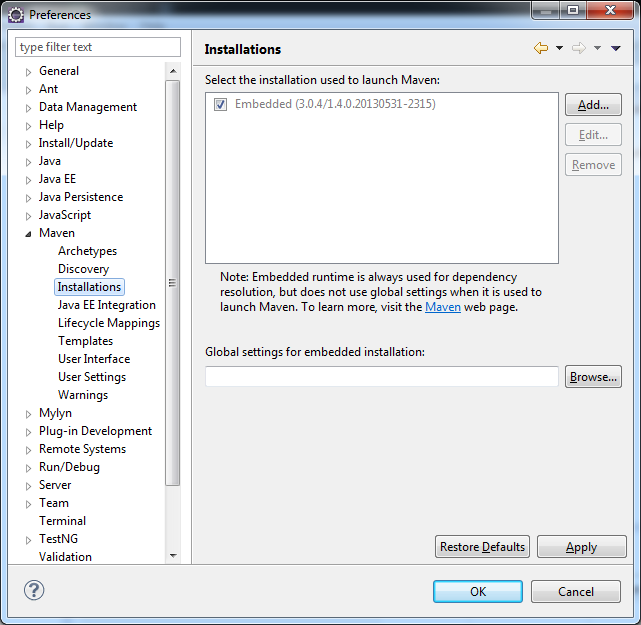 Preferences
type filter text
General
Ant
Data Management
Help
Install/Update
Java
Java EE
Java Persistence
JavaScript
Maven
Archetypes
Discovery
Installations
Java EE Integration
Lifecycle Mappings
Templates
User Interface
User Settings
Warnings
Mylyn
Plug-in Development
Remote Systems
Run/Debug
Server
Team
Terminal
TestNG
Validation
Installations
Select the installation used to launch Maven:
Embedded (3.0.4/1.4.0.20130531-2315)
Add...
Edit...
Remove
Note: Embedded runtime is always used for dependency
resolution, but does not use global settings when it is used to
launch Maven. To learn more, visit the Maven web page.
Global settings for embedded installation:
Browse...
Restore Defaults
Apply
?
OK
Cancel